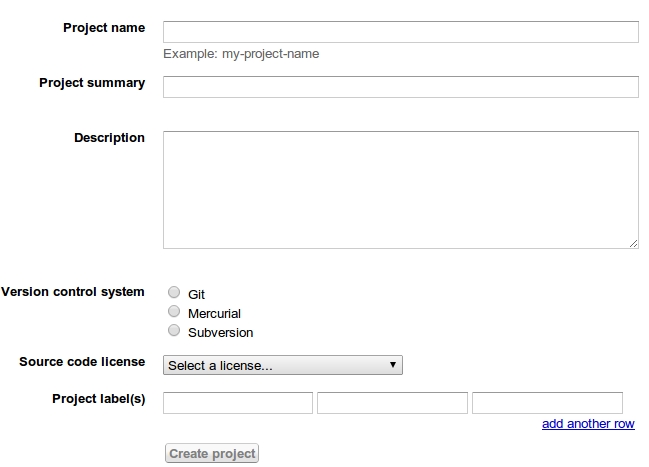 Project name
Example: my-project-name
Project summary
Description
Version control system
Git
Mercurial
Subversion
Source code license
Select a license...
Project label(s)
add another row
Create project